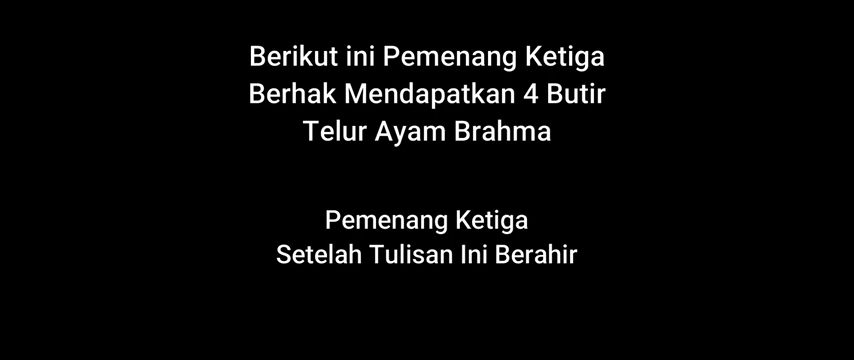 Berikut ini Pemenang Ketiga
Berhak Mendapatkan 4 Butir
Telur Ayam Brahma
Pemenang Ketiga
Setelah Tulisan Ini Berahir